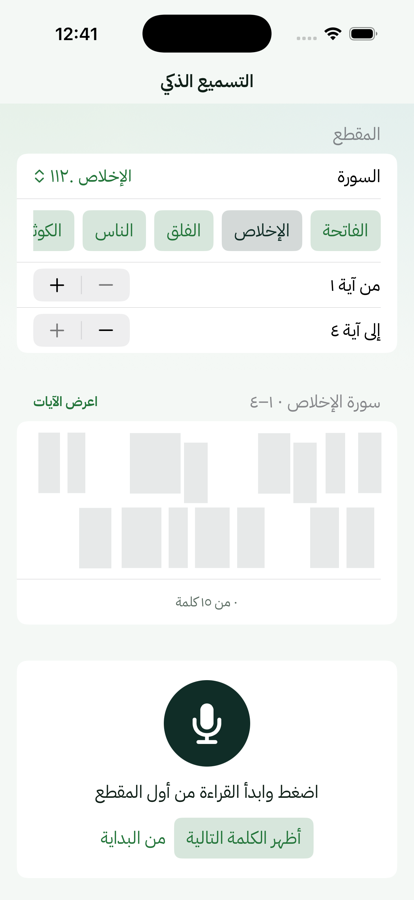 12:41
التسميع الذكي
المقطع
السورة
١١٢. الإخلاص
الفاتحة الإخلاص الفلق الناس الكوثر
من آية ١
إلى آية ٤
سورة الإخلاص · ١–٤
اعرض الآيات
٠ من ١٥ كلمة
اضغط وابدأ القراءة من أول المقطع
أظهر الكلمة التالية
من البداية